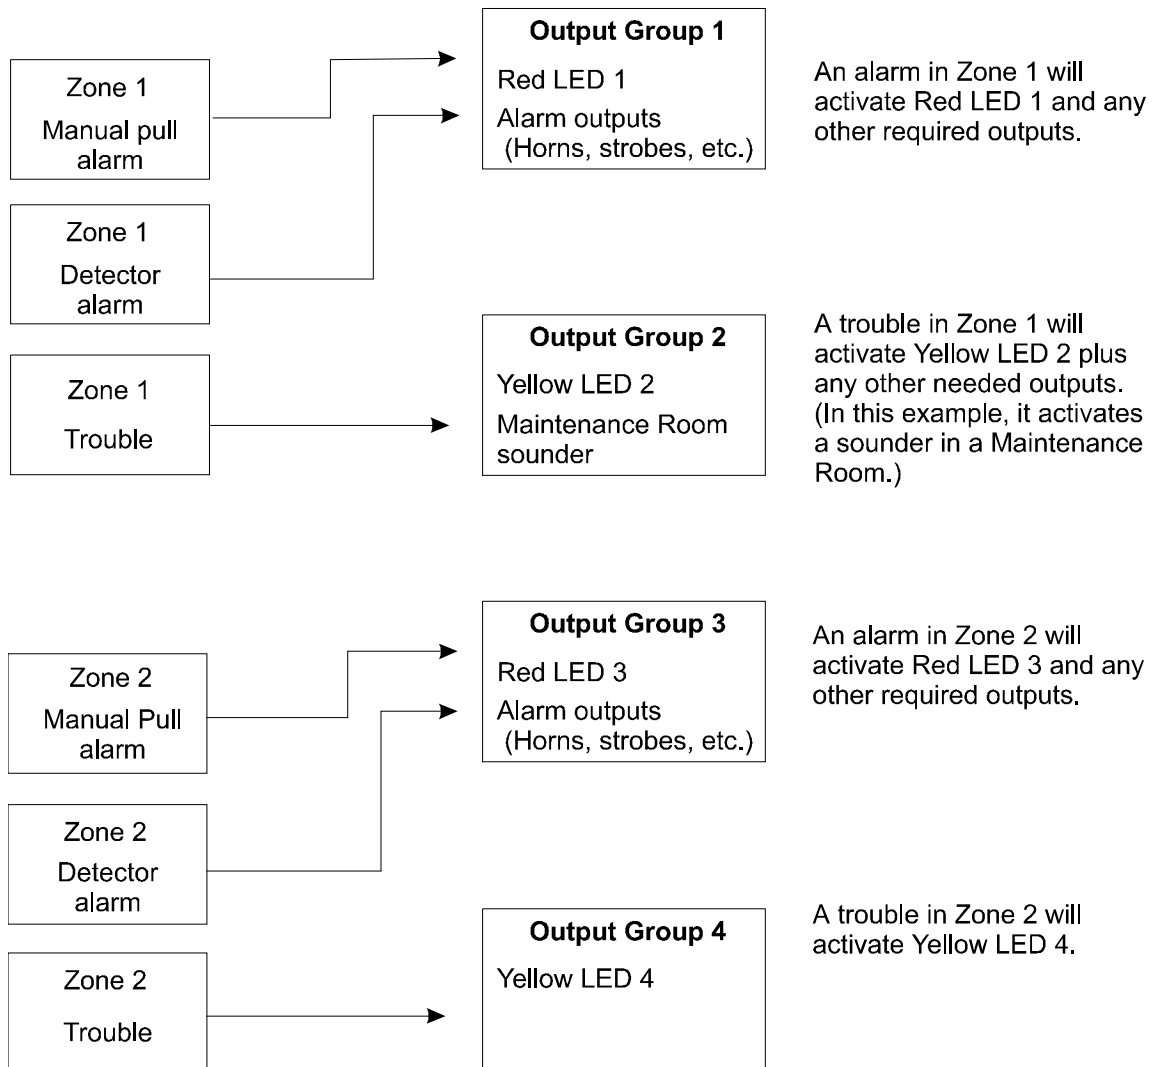 Zone 1
Manual pull
alarm
Output Group 1
Red LED 1
Alarm outputs
(Horns, strobes, etc.)
An alarm in Zone 1 will
activate Red LED 1 and any
other required outputs.
Zone 1
Detector
alarm
Zone 1
Trouble
Output Group 2
Yellow LED 2
Maintenance Room
sounder
A trouble in Zone 1 will
activate Yellow LED 2 plus
any other needed outputs.
(In this example, it activates
a sounder in a Maintenance
Room.)
Zone 2
Manual Pull
alarm
Output Group 3
Red LED 3
Alarm outputs
(Horns, strobes, etc.)
An alarm in Zone 2 will
activate Red LED 3 and any
other required outputs.
Zone 2
Detector
alarm
Zone 2
Trouble
Output Group 4
Yellow LED 4
A trouble in Zone 2 will
activate Yellow LED 4.